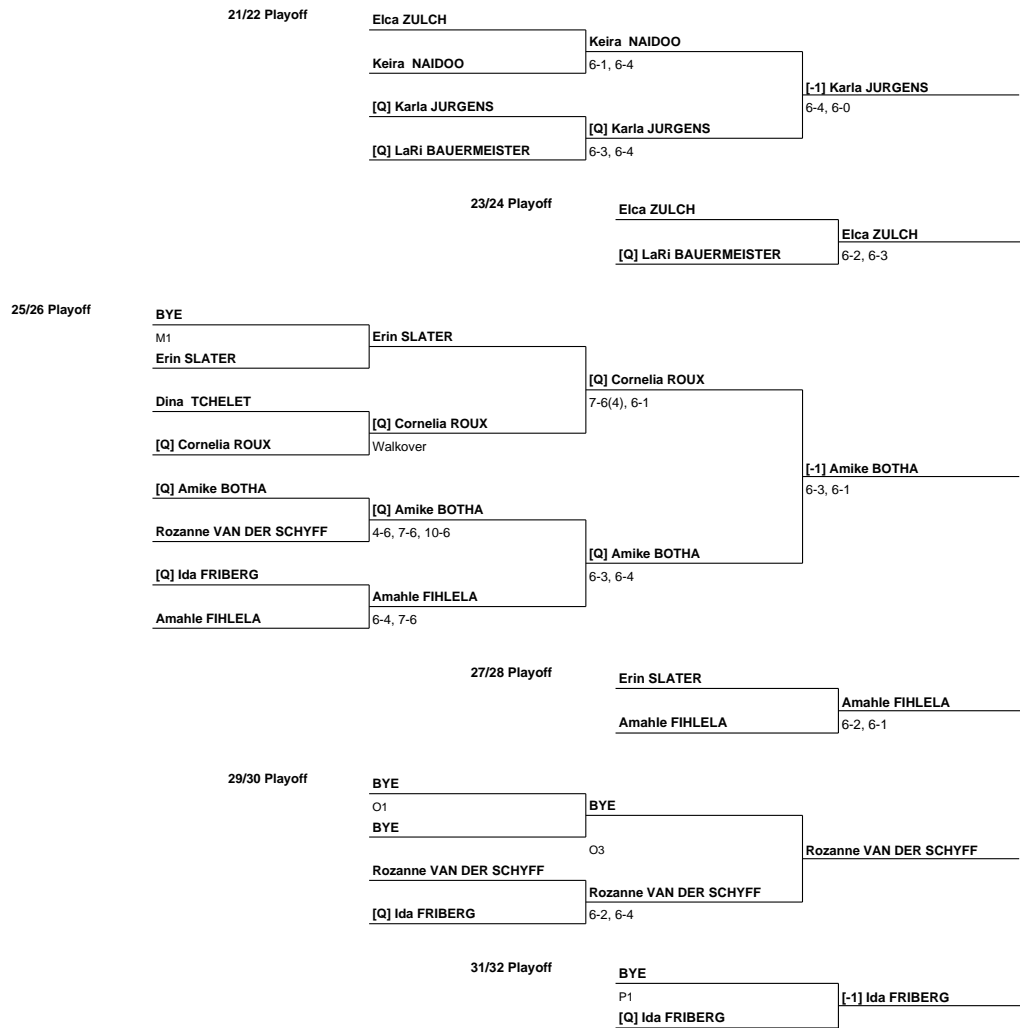 21/22 Playoff
Elca ZULCH
Keira NAIDOO
Keira NAIDOO
6-1, 6-4
[-1] Karla JURGENS
6-4, 6-0
[Q] Karla JURGENS
[Q] Karla JURGENS
[Q] LaRi BAUERMEISTER
6-3, 6-4
23/24 Playoff
Elca ZULCH
Elca ZULCH
[Q] LaRi BAUERMEISTER
6-2, 6-3
25/26 Playoff
BYE
M1
Erin SLATER
Erin SLATER
[Q] Cornelia ROUX
7-6(4), 6-1
Dina TCHELET
[Q] Cornelia ROUX
[Q] Cornelia ROUX
Walkover
[-1] Amike BOTHA
6-3, 6-1
[Q] Amike BOTHA
[Q] Amike BOTHA
Rozanne VAN DER SCHYFF
4-6, 7-6, 10-6
[Q] Amike BOTHA
6-3, 6-4
[Q] Ida FRIBERG
Amahle FIHLELA
Amahle FIHLELA
6-4, 7-6
27/28 Playoff
Erin SLATER
Amahle FIHLELA
Amahle FIHLELA
6-2, 6-1
29/30 Playoff
BYE
O1
BYE
BYE
O3
Rozanne VAN DER SCHYFF
Rozanne VAN DER SCHYFF
Rozanne VAN DER SCHYFF
[Q] Ida FRIBERG
6-2, 6-4
31/32 Playoff
BYE
P1
[-1] Ida FRIBERG
[Q] Ida FRIBERG